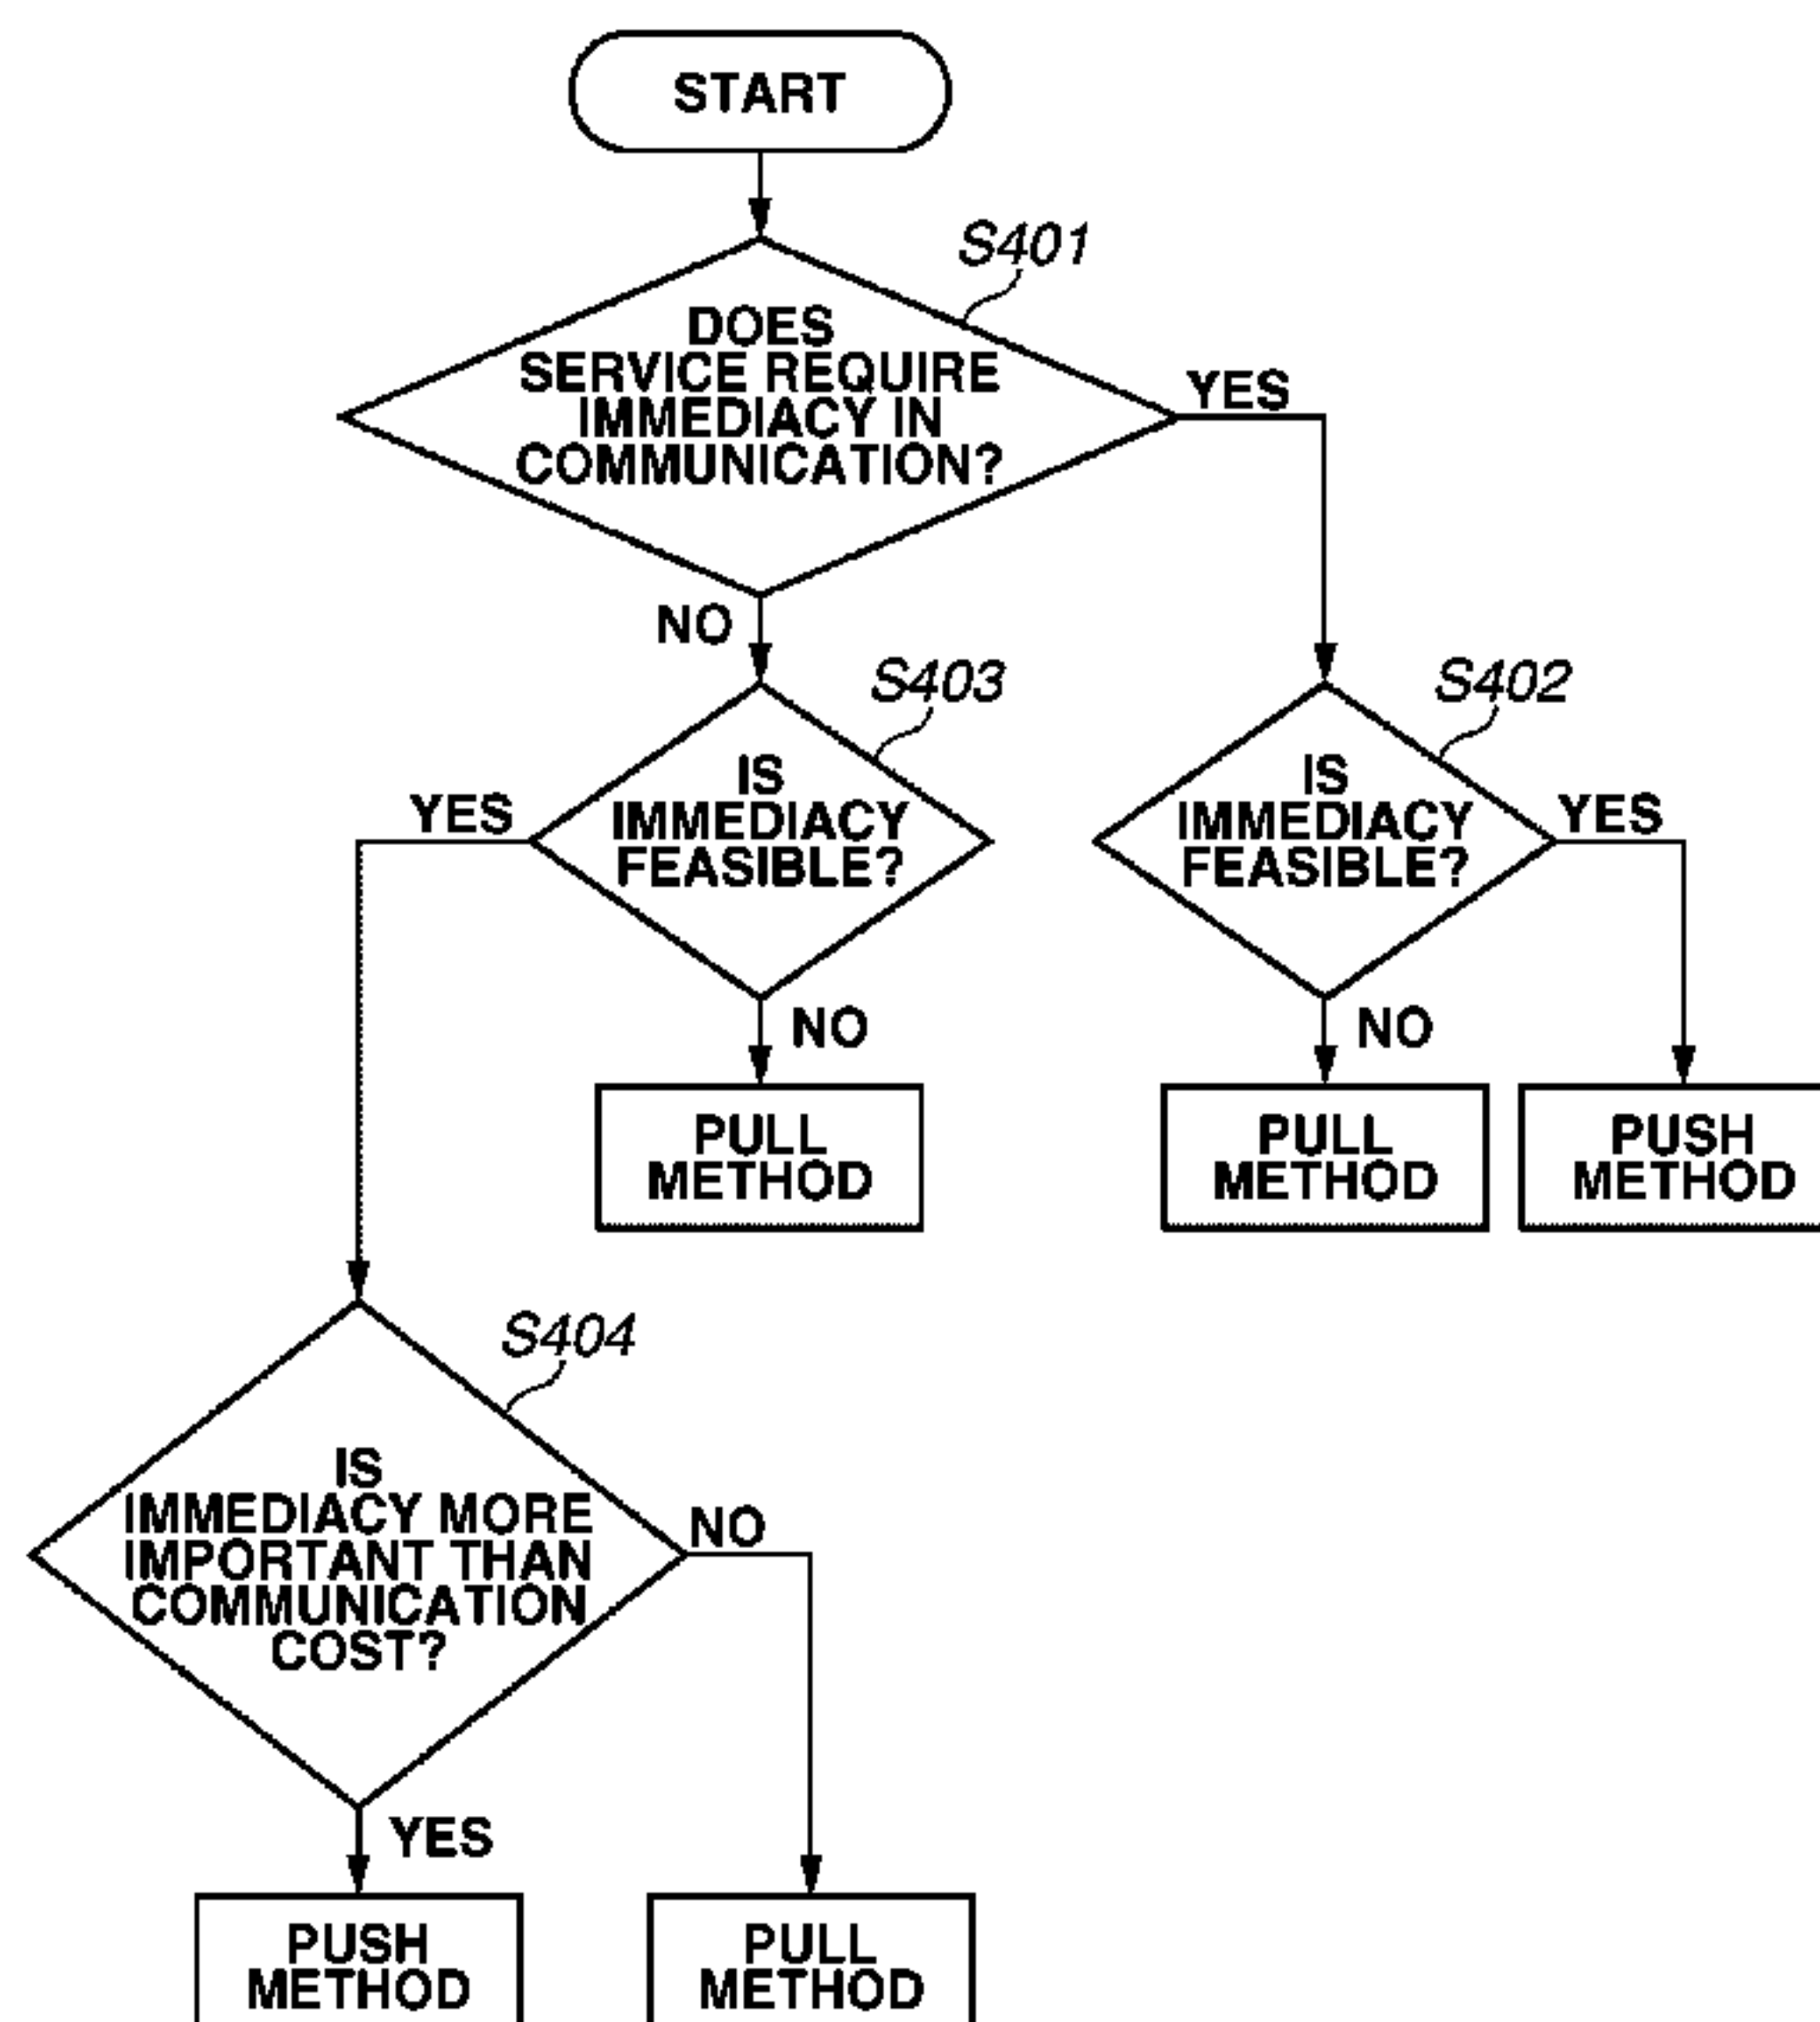 START
S401
DOES
SERVICE REQUIRE
IMMEDIACY IN
COMMUNICATION?
YES
NO
S403
S402
IS
IMMEDIACY
FEASIBLE?
YES
IS
IMMEDIACY
FEASIBLE?
YES
NO
NO
PULL
METHOD
PULL
METHOD
PUSH
METHOD
S404
IS
IMMEDIACY MORE
IMPORTANT THAN
COMMUNICATION
COST?
NO
YES
PUSH
METHOD
PULL
METHOD